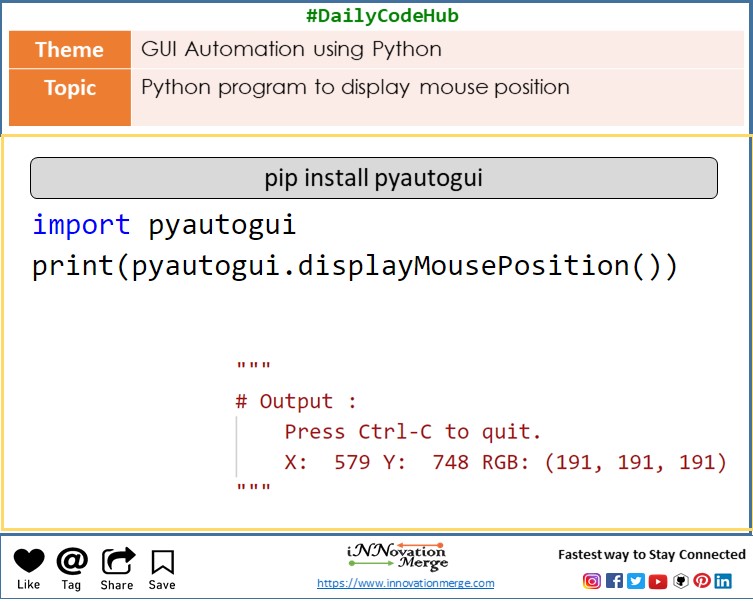 #DailyCodeHub
Theme GUI Automation using Python
Topic Python program to display mouse position
pip install pyautogui
import pyautogui
print(pyautogui.displayMousePosition())
"""
# Output :
Press Ctrl-C to quit.
X:  579 Y:  748 RGB: (191, 191, 191)
"""
Like @ Tag Share Save
iNNovation
Merge
https://www.innovationmerge.com
Fastest way to Stay Connected